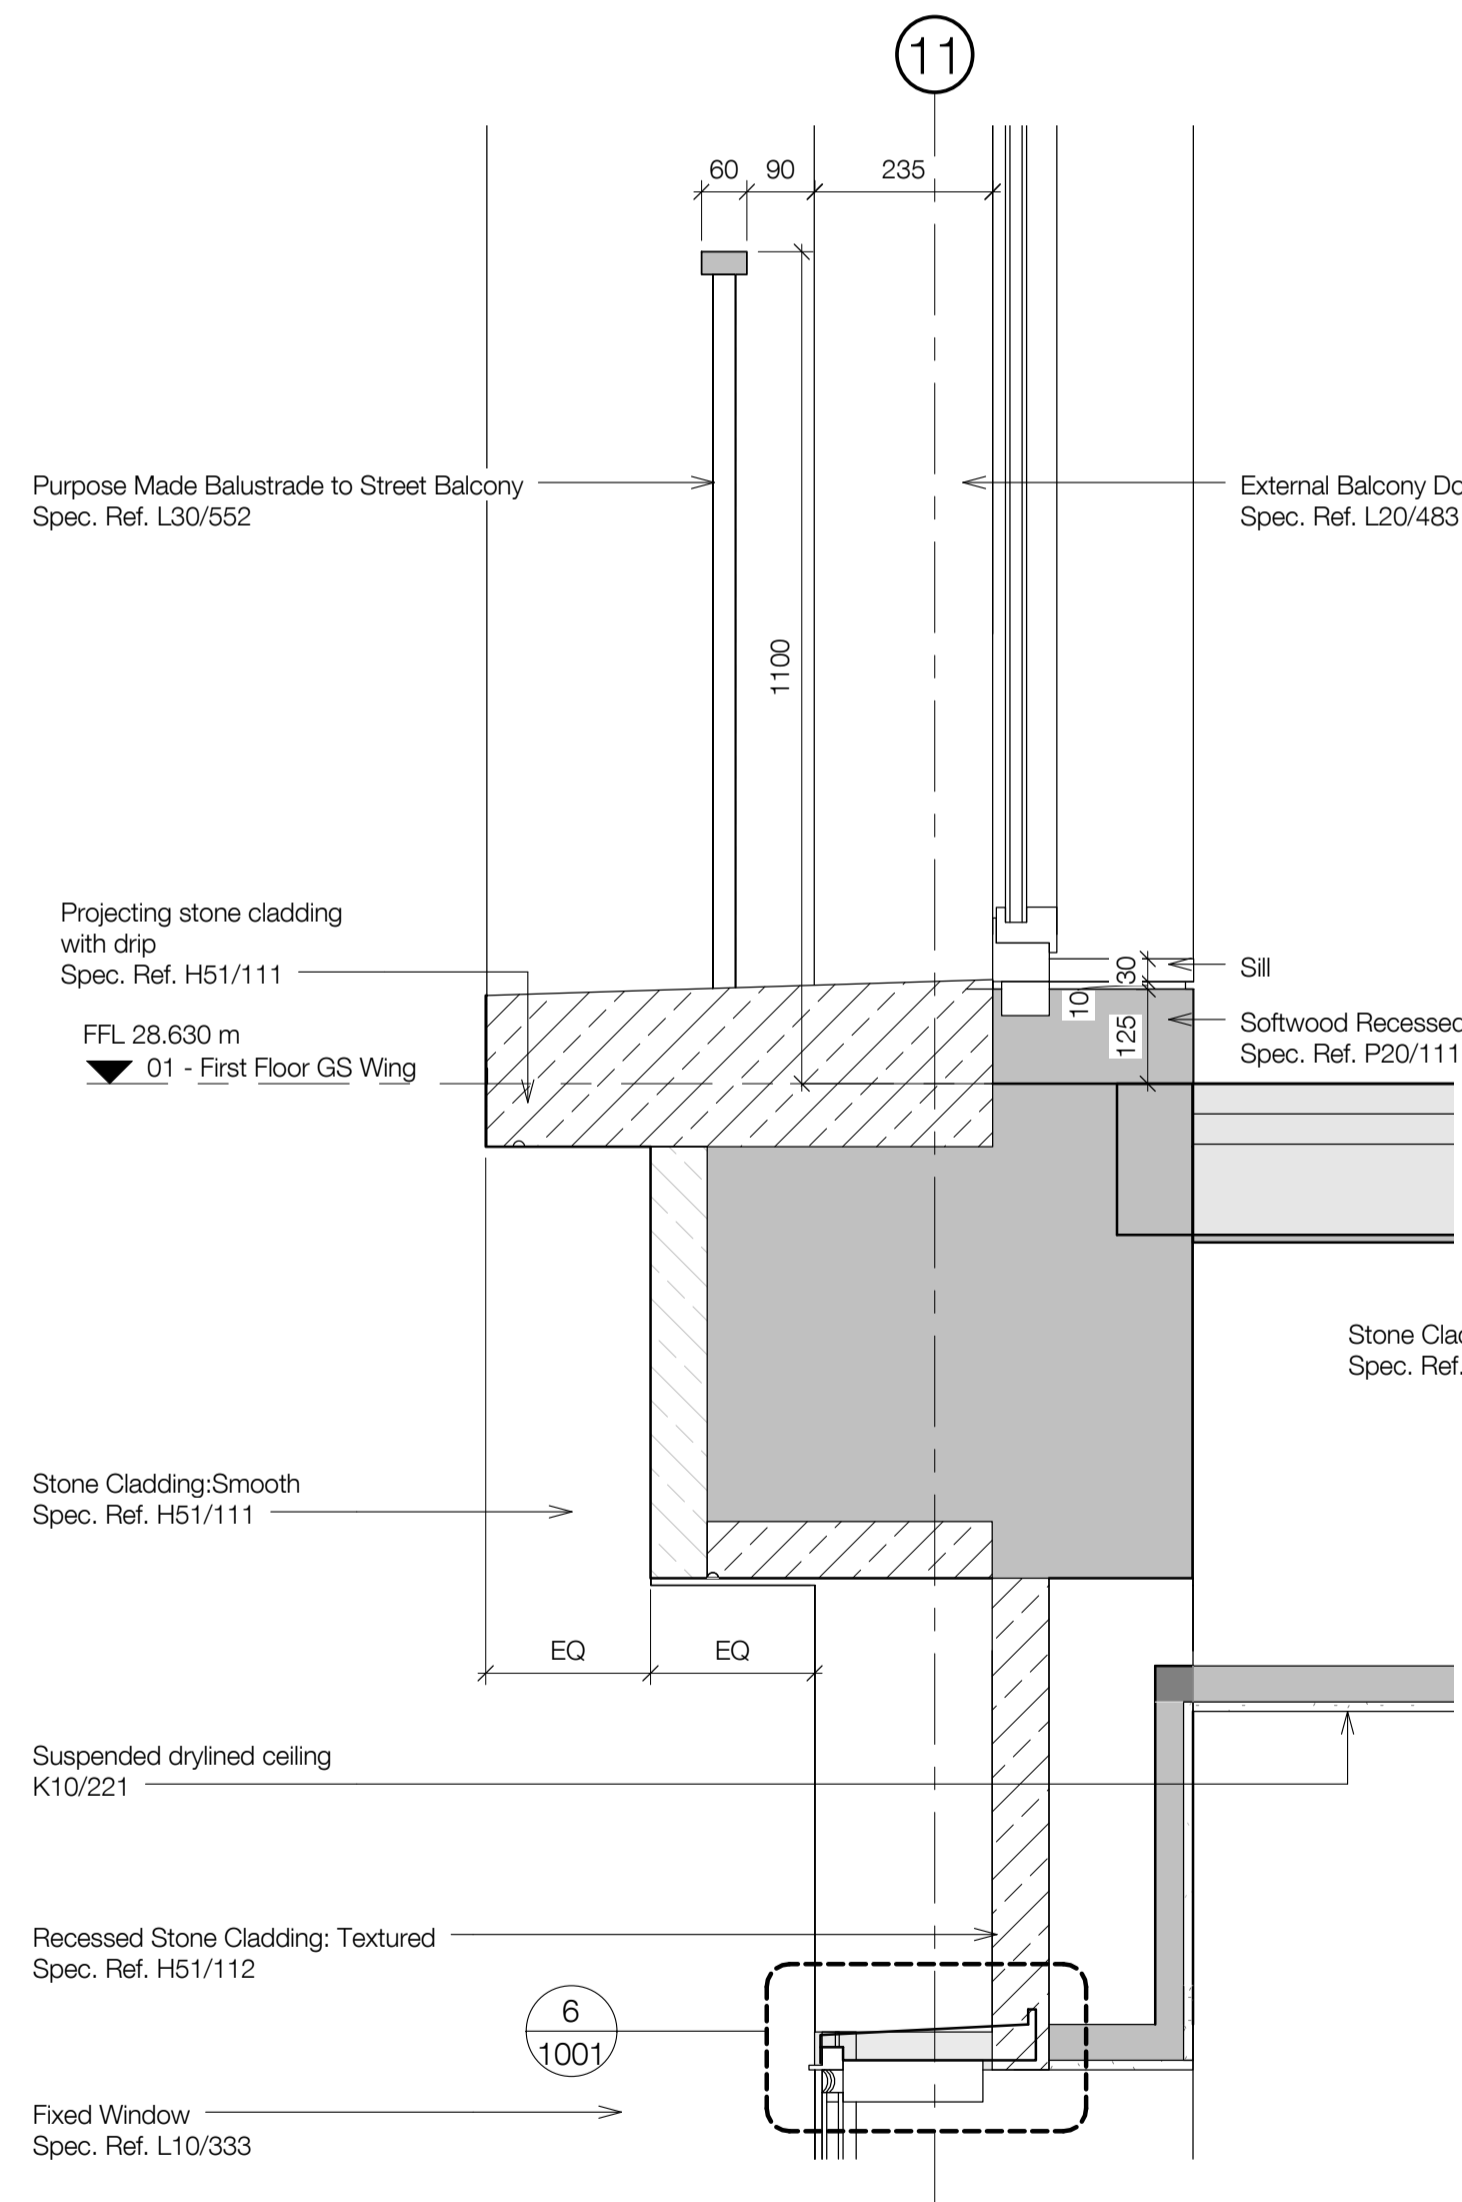 11
60 90 235
1100
Purpose Made Balustrade to Street Balcony
Spec. Ref. L30/552
External Balcony Do
Spec. Ref. L20/483
Projecting stone cladding
with drip
Spec. Ref. H51/111
30
Sill
10
125
Softwood Recessed
Spec. Ref. P20/111
FFL 28.630 m
01 - First Floor GS Wing
Stone Clad
Spec. Ref.
Stone Cladding:Smooth
Spec. Ref. H51/111
EQ EQ
Suspended drylined ceiling
K10/221
Recessed Stone Cladding: Textured
Spec. Ref. H51/112
6
1001
Fixed Window
Spec. Ref. L10/333